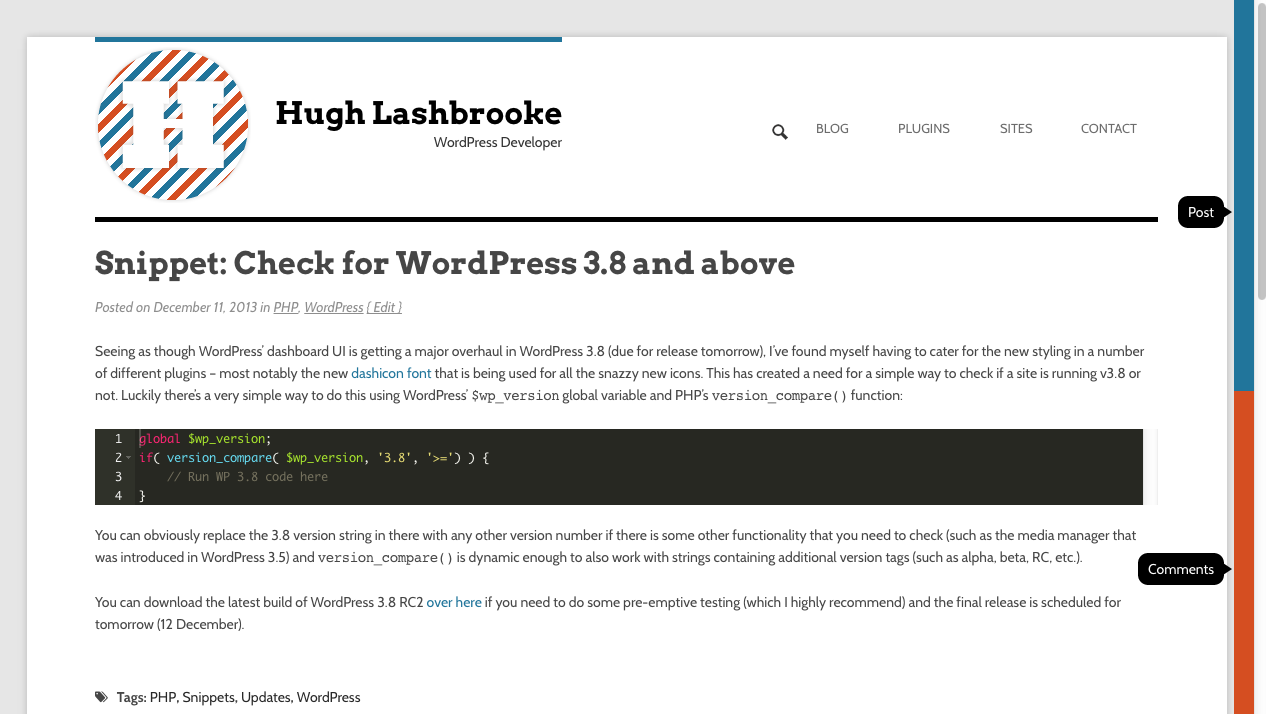 Hugh Lashbrooke
WordPress Developer
BLOG PLUGINS SITES CONTACT
Post
Snippet: Check for WordPress 3.8 and above
Posted on December 11, 2013 in PHP, WordPress { Edit }
Seeing as though WordPress’ dashboard UI is getting a major overhaul in WordPress 3.8 (due for release tomorrow), I’ve found myself having to cater for the new styling in a number
of different plugins – most notably the new dashicon font that is being used for all the snazzy new icons. This has created a need for a simple way to check if a site is running v3.8 or
not. Luckily there’s a very simple way to do this using WordPress’ $wp_version global variable and PHP’s version_compare() function:
1 global $wp_version;
2 if( version_compare( $wp_version, '3.8', '>=') ) {
3 // Run WP 3.8 code here
4 }
You can obviously replace the 3.8 version string in there with any other version number if there is some other functionality that you need to check (such as the media manager that
was introduced in WordPress 3.5) and version_compare() is dynamic enough to also work with strings containing additional version tags (such as alpha, beta, RC, etc.).
Comments
You can download the latest build of WordPress 3.8 RC2 over here if you need to do some pre-emptive testing (which I highly recommend) and the final release is scheduled for
tomorrow (12 December).
Tags: PHP, Snippets, Updates, WordPress